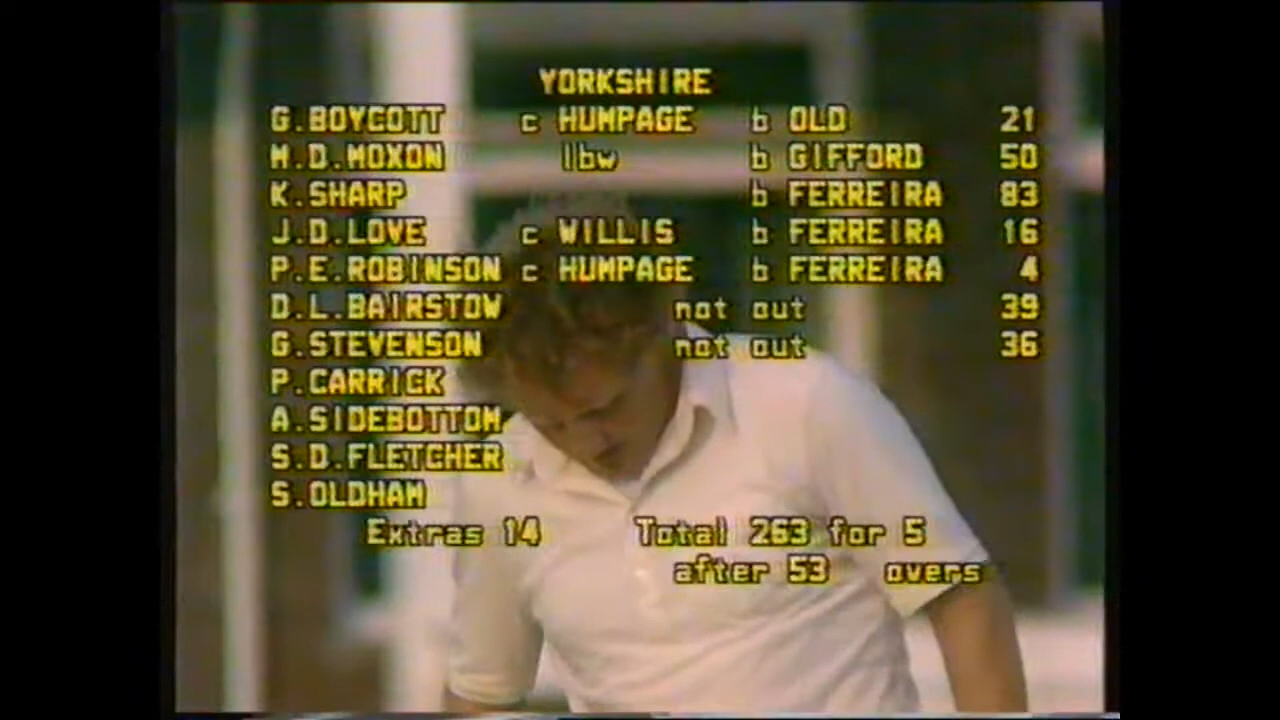 YORKSHIRE
G.BOYCOTT c HUMPAGE b OLD 21
M.D.MOXON lbw b GIFFORD 50
K.SHARP b FERREIRA 83
J.D.LOVE c WILLIS b FERREIRA 16
P.E.ROBINSON c HUMPAGE b FERREIRA 4
D.L.BAIRSTOW not out 39
G.STEVENSON not out 36
P.CARRICK
A.SIDEBOTTOM
S.D.FLETCHER
S.OLDHAM
Extras 14 Total 263 for 5
after 53 overs